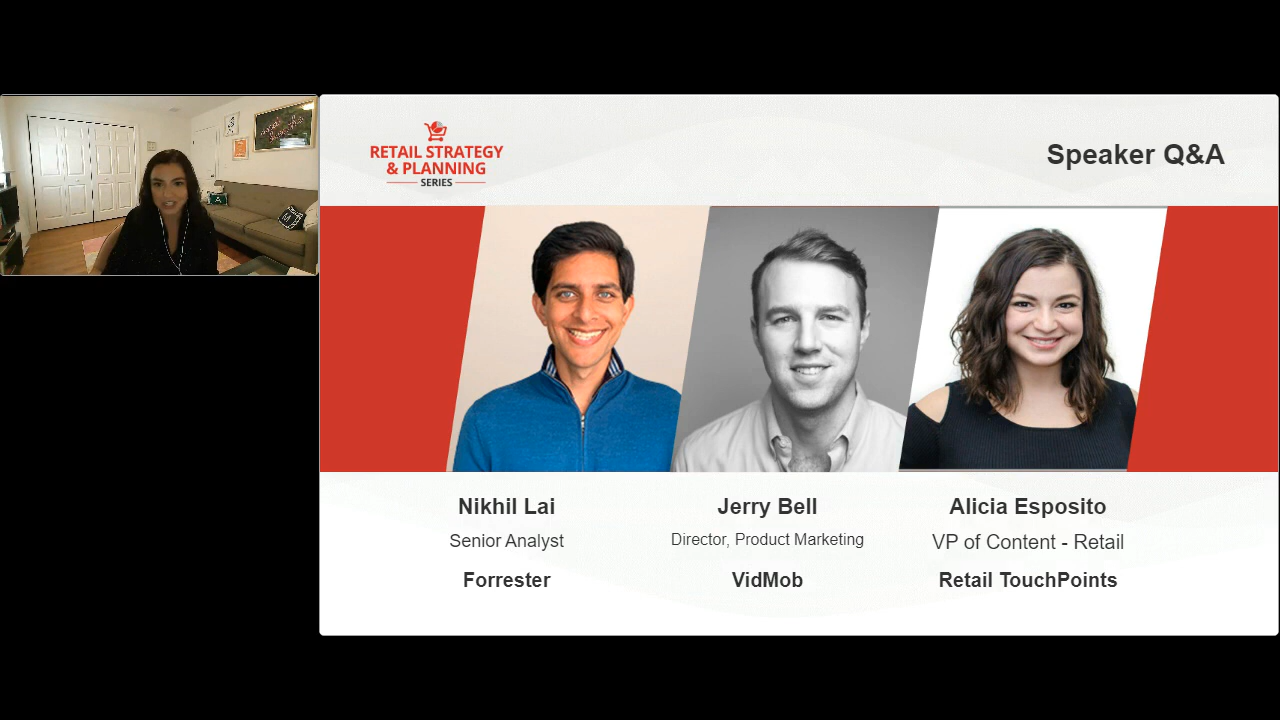 RETAIL STRATEGY
& PLANNING
SERIES
Speaker Q&A
Nikhil Lai
Senior Analyst
Forrester
Jerry Bell
Director, Product Marketing
VidMob
Alicia Esposito
VP of Content - Retail
Retail TouchPoints
A
M